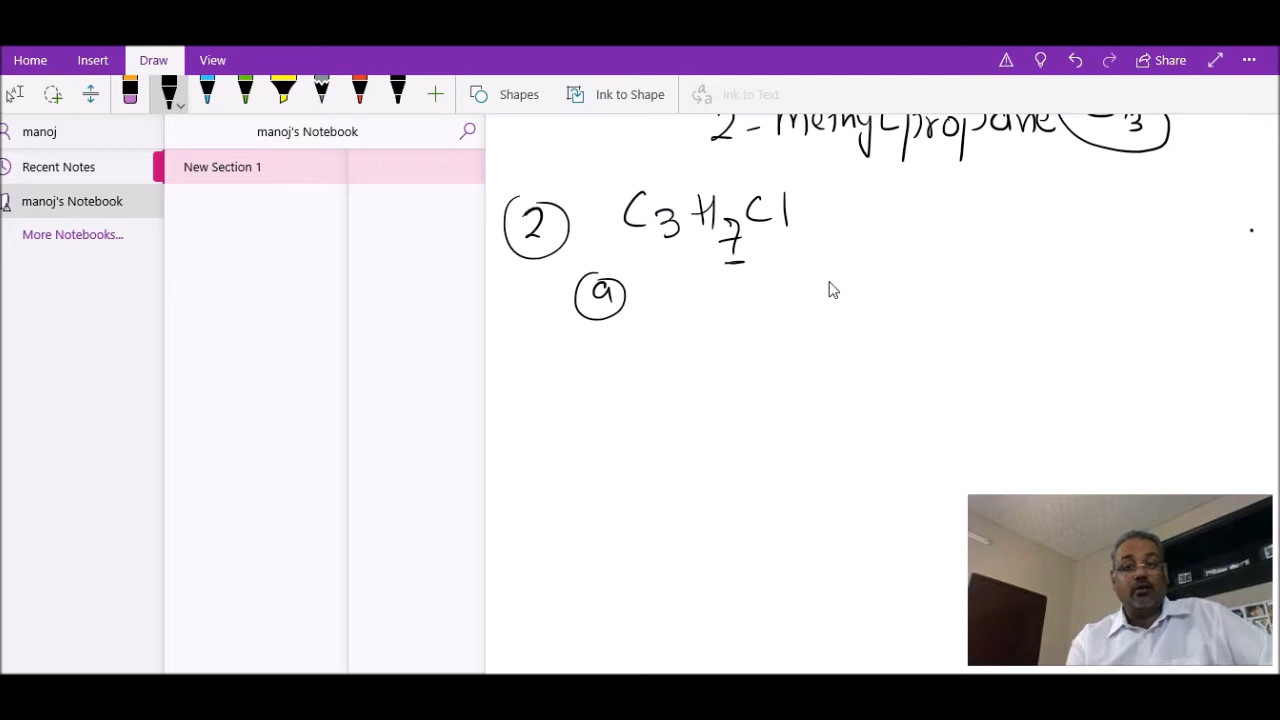 Home Insert Draw View Share
Shapes Ink to Shape Ink to Text
manoj manoj's Notebook
Recent Notes New Section 1
manoj's Notebook
More Notebooks...
2 - Methylpropane CH3
2 C3H7Cl
a